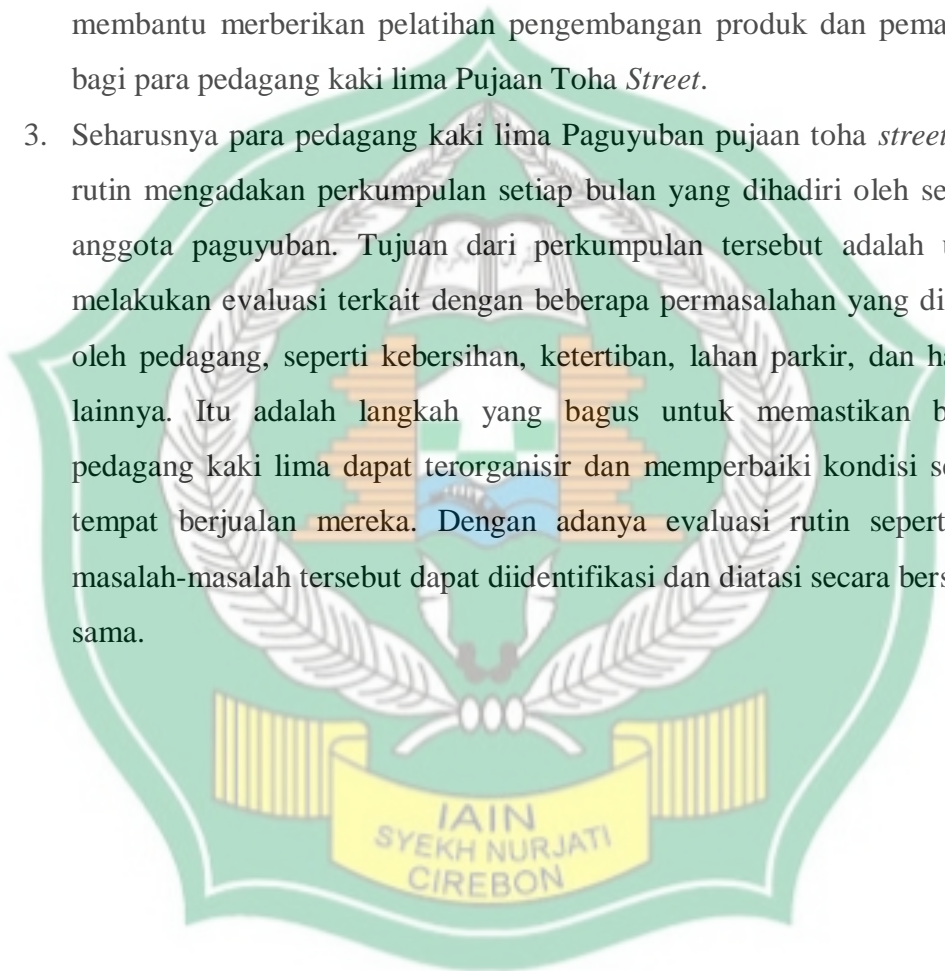 membantu merberikan pelatihan pengembangan produk dan pema
bagi para pedagang kaki lima Pujaan Toha Street.
3. Seharusnya para pedagang kaki lima Paguyuban pujaan toha street
rutin mengadakan perkumpulan setiap bulan yang dihadiri oleh se
anggota paguyuban. Tujuan dari perkumpulan tersebut adalah u
melakukan evaluasi terkait dengan beberapa permasalahan yang di
oleh pedagang, seperti kebersihan, ketertiban, lahan parkir, dan ha
lainnya. Itu adalah langkah yang bagus untuk memastikan b
pedagang kaki lima dapat terorganisir dan memperbaiki kondisi se
tempat berjualan mereka. Dengan adanya evaluasi rutin sepert
masalah-masalah tersebut dapat diidentifikasi dan diatasi secara bers
sama.
IAIN
SYEKH NURJATI
CIREBON